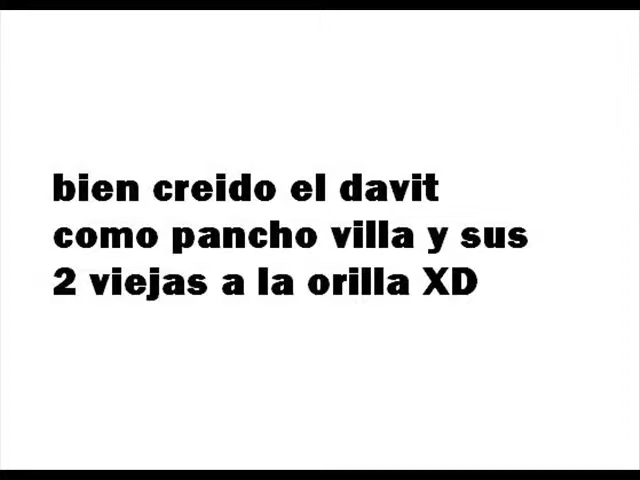 bien creido el davit
como pancho villa y sus
2 viejas a la orilla XD